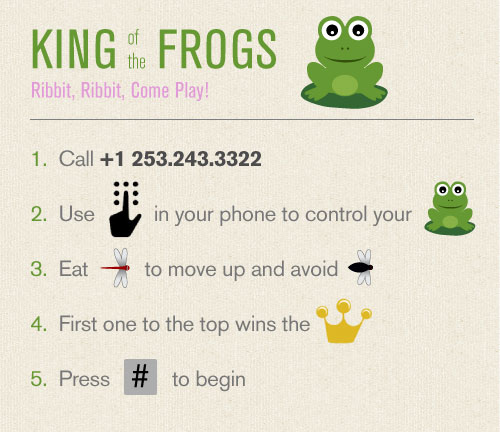 KING of the FROGS
Ribbit, Ribbit, Come Play!
1. Call +1 253.243.3322
2. Use in your phone to control your
3. Eat to move up and avoid
4. First one to the top wins the
5. Press # to begin